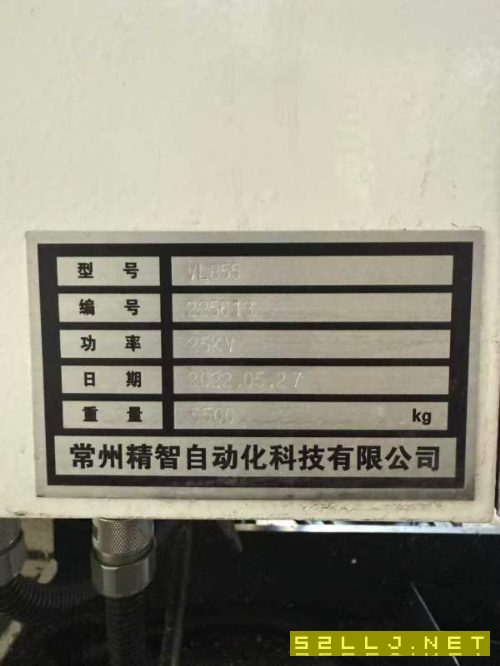 型号 VL855
编号 225613
功率 25KV
日期 2022.05.27
重量 kg
常州精智自动化科技有限公司
52LLJ.NET